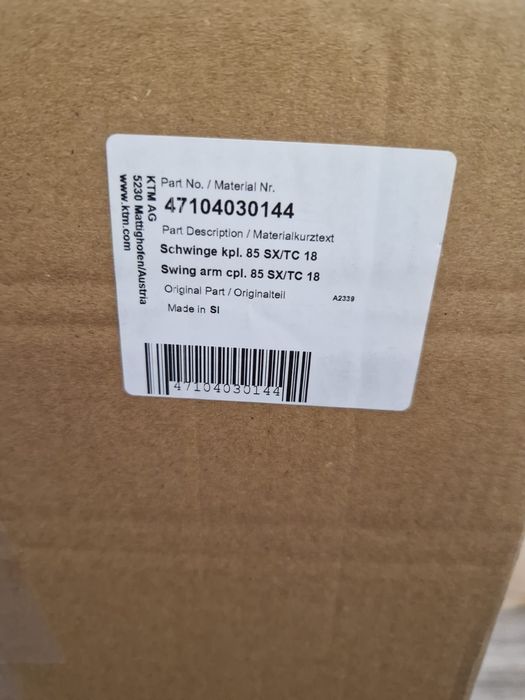 KTM AG
5230 Mattighofen/Austria
www.ktm.com
Part No. / Material Nr.
47104030144
Part Description / Materialkurztext
Schwinge kpl. 85 SX/TC 18
Swing arm cpl. 85 SX/TC 18
Original Part / Originalteil
A2339
Made in SI
47104030144